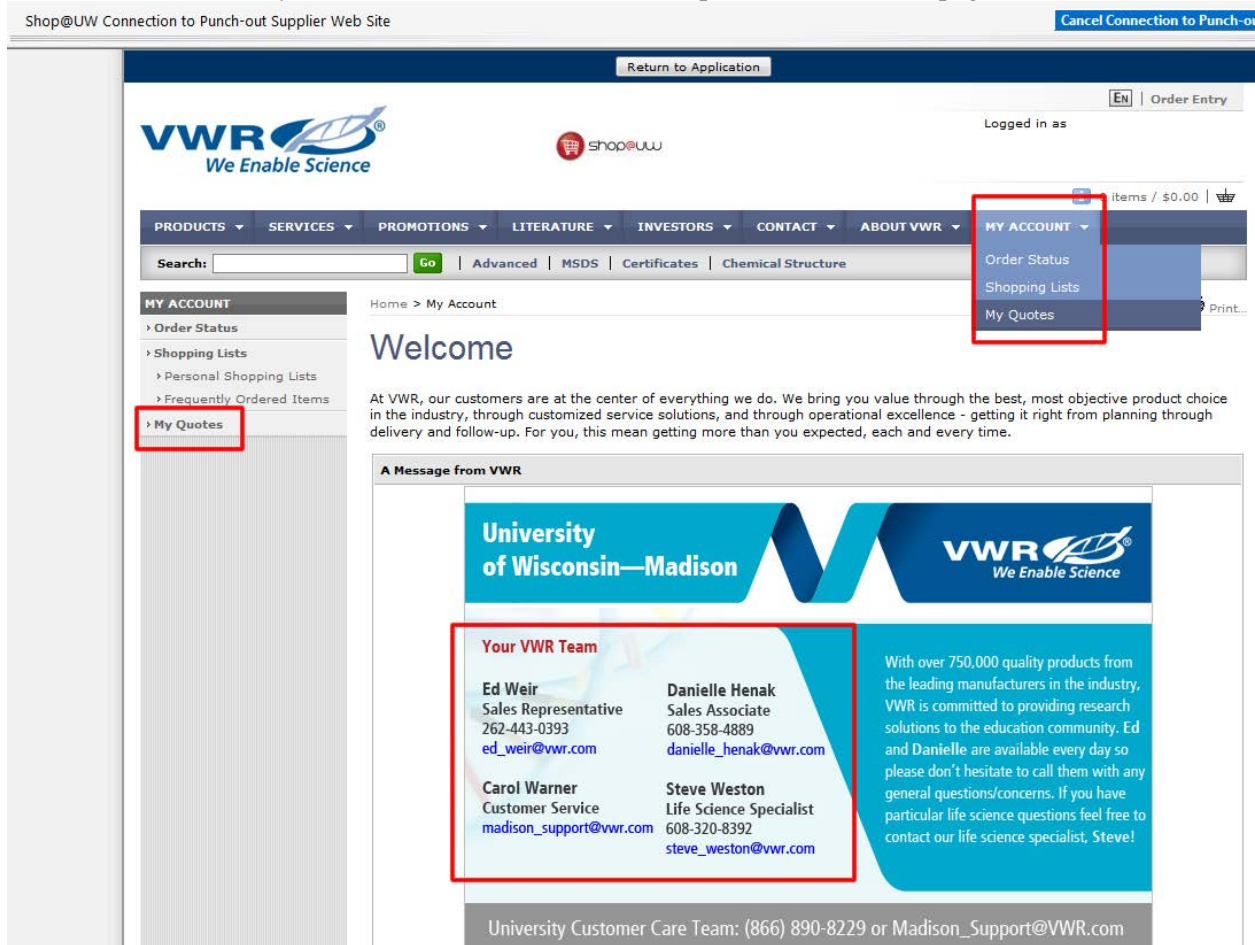 Shop@UW Connection to Punch-out Supplier Web Site
Cancel Connection to Punch-ou
Return to Application
EN | Order Entry
VWR®
We Enable Science
shop@UW
Logged in as
items / $0.00 |
PRODUCTS SERVICES PROMOTIONS LITERATURE INVESTORS CONTACT ABOUT VWR MY ACCOUNT
Search: Go | Advanced | MSDS | Certificates | Chemical Structure
Order Status
Shopping Lists
My Quotes
MY ACCOUNT
› Order Status
› Shopping Lists
› Personal Shopping Lists
› Frequently Ordered Items
› My Quotes
Home > My Account
Print...
Welcome
At VWR, our customers are at the center of everything we do. We bring you value through the best, most objective product choice
in the industry, through customized service solutions, and through operational excellence - getting it right from planning through
delivery and follow-up. For you, this mean getting more than you expected, each and every time.
A Message from VWR
University
of Wisconsin—Madison
VWR®
We Enable Science
Your VWR Team
Ed Weir
Sales Representative
262-443-0393
ed_weir@vwr.com
Danielle Henak
Sales Associate
608-358-4889
danielle_henak@vwr.com
Carol Warner
Customer Service
madison_support@vwr.com
Steve Weston
Life Science Specialist
608-320-8392
steve_weston@vwr.com
With over 750,000 quality products from
the leading manufacturers in the industry,
VWR is committed to providing research
solutions to the education community. Ed
and Danielle are available every day so
please don't hesitate to call them with any
general questions/concerns. If you have
particular life science questions feel free to
contact our life science specialist, Steve!
University Customer Care Team: (866) 890-8229 or Madison_Support@VWR.com